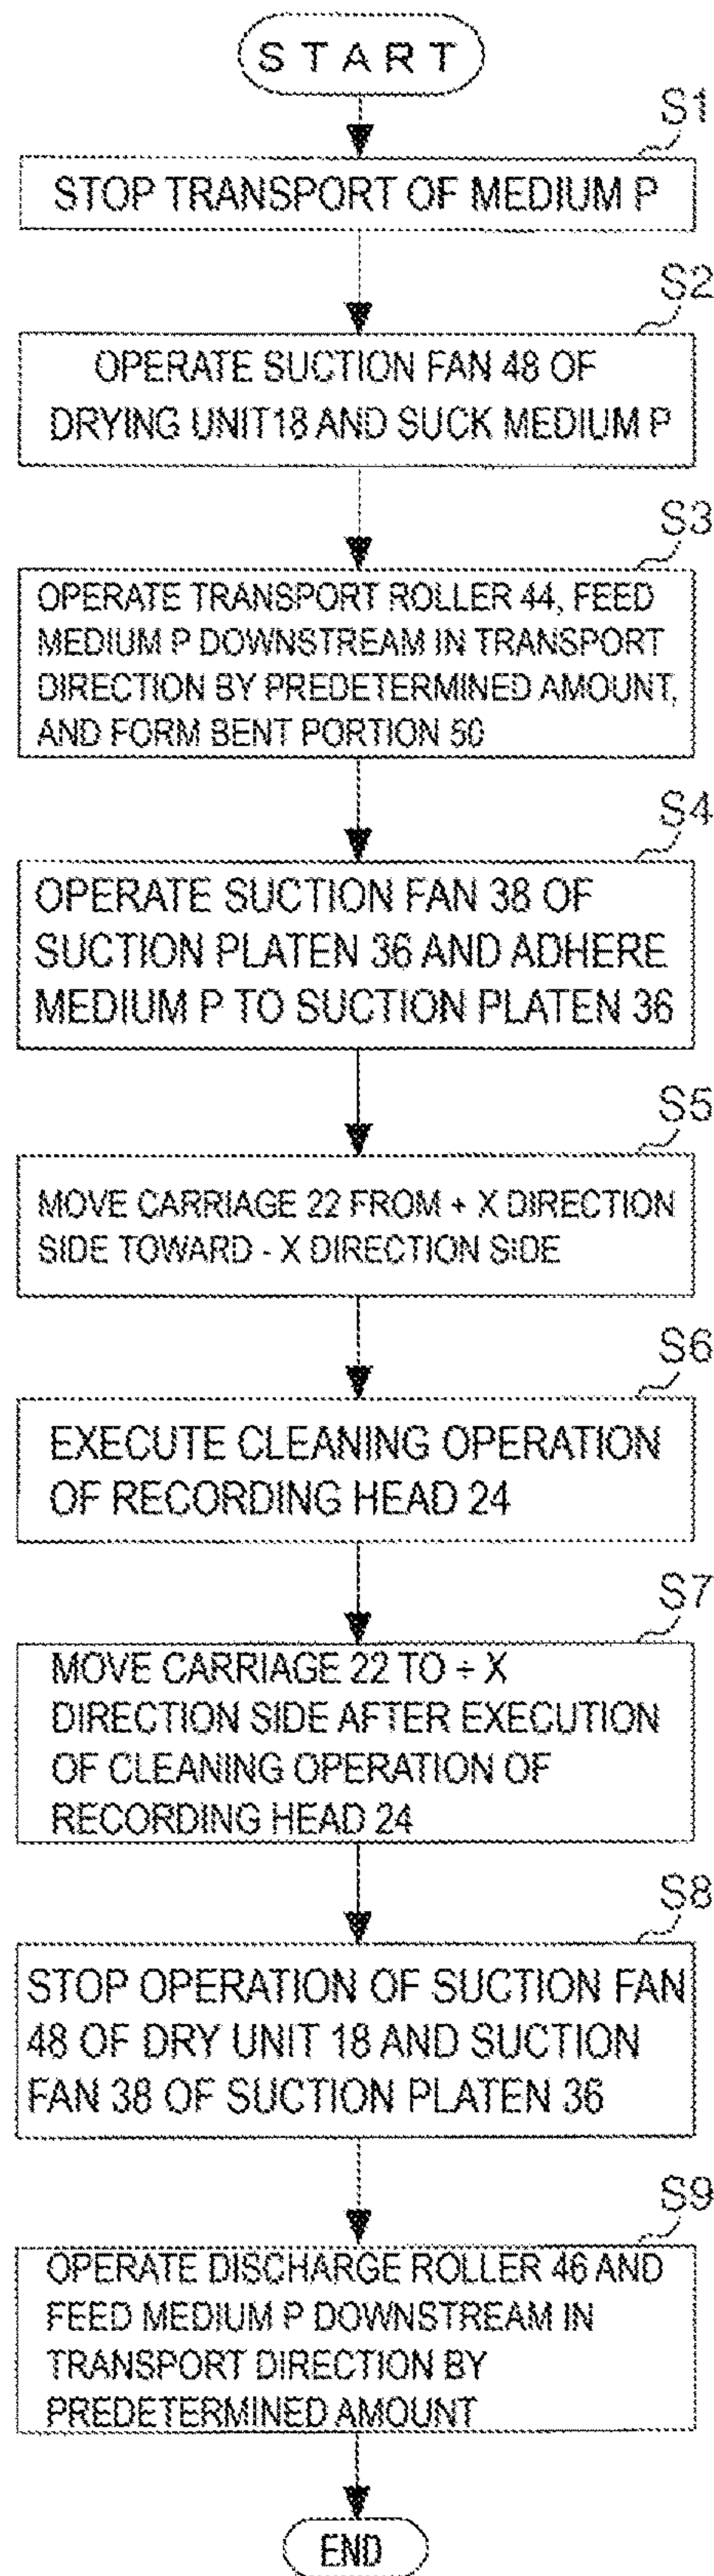 START
S1
STOP TRANSPORT OF MEDIUM P
S2
OPERATE SUCTION FAN 48 OF
DRYING UNIT18 AND SUCK MEDIUM P
S3
OPERATE TRANSPORT ROLLER 44, FEED
MEDIUM P DOWNSTREAM IN TRANSPORT
DIRECTION BY PREDETERMINED AMOUNT,
AND FORM BENT PORTION 50
S4
OPERATE SUCTION FAN 38 OF
SUCTION PLATEN 36 AND ADHERE
MEDIUM P TO SUCTION PLATEN 36
S5
MOVE CARRIAGE 22 FROM + X DIRECTION
SIDE TOWARD - X DIRECTION SIDE
S6
EXECUTE CLEANING OPERATION
OF RECORDING HEAD 24
S7
MOVE CARRIAGE 22 TO + X
DIRECTION SIDE AFTER EXECUTION
OF CLEANING OPERATION OF
RECORDING HEAD 24
S8
STOP OPERATION OF SUCTION FAN
48 OF DRY UNIT 18 AND SUCTION
FAN 38 OF SUCTION PLATEN 36
S9
OPERATE DISCHARGE ROLLER 46 AND
FEED MEDIUM P DOWNSTREAM IN
TRANSPORT DIRECTION BY
PREDETERMINED AMOUNT
END